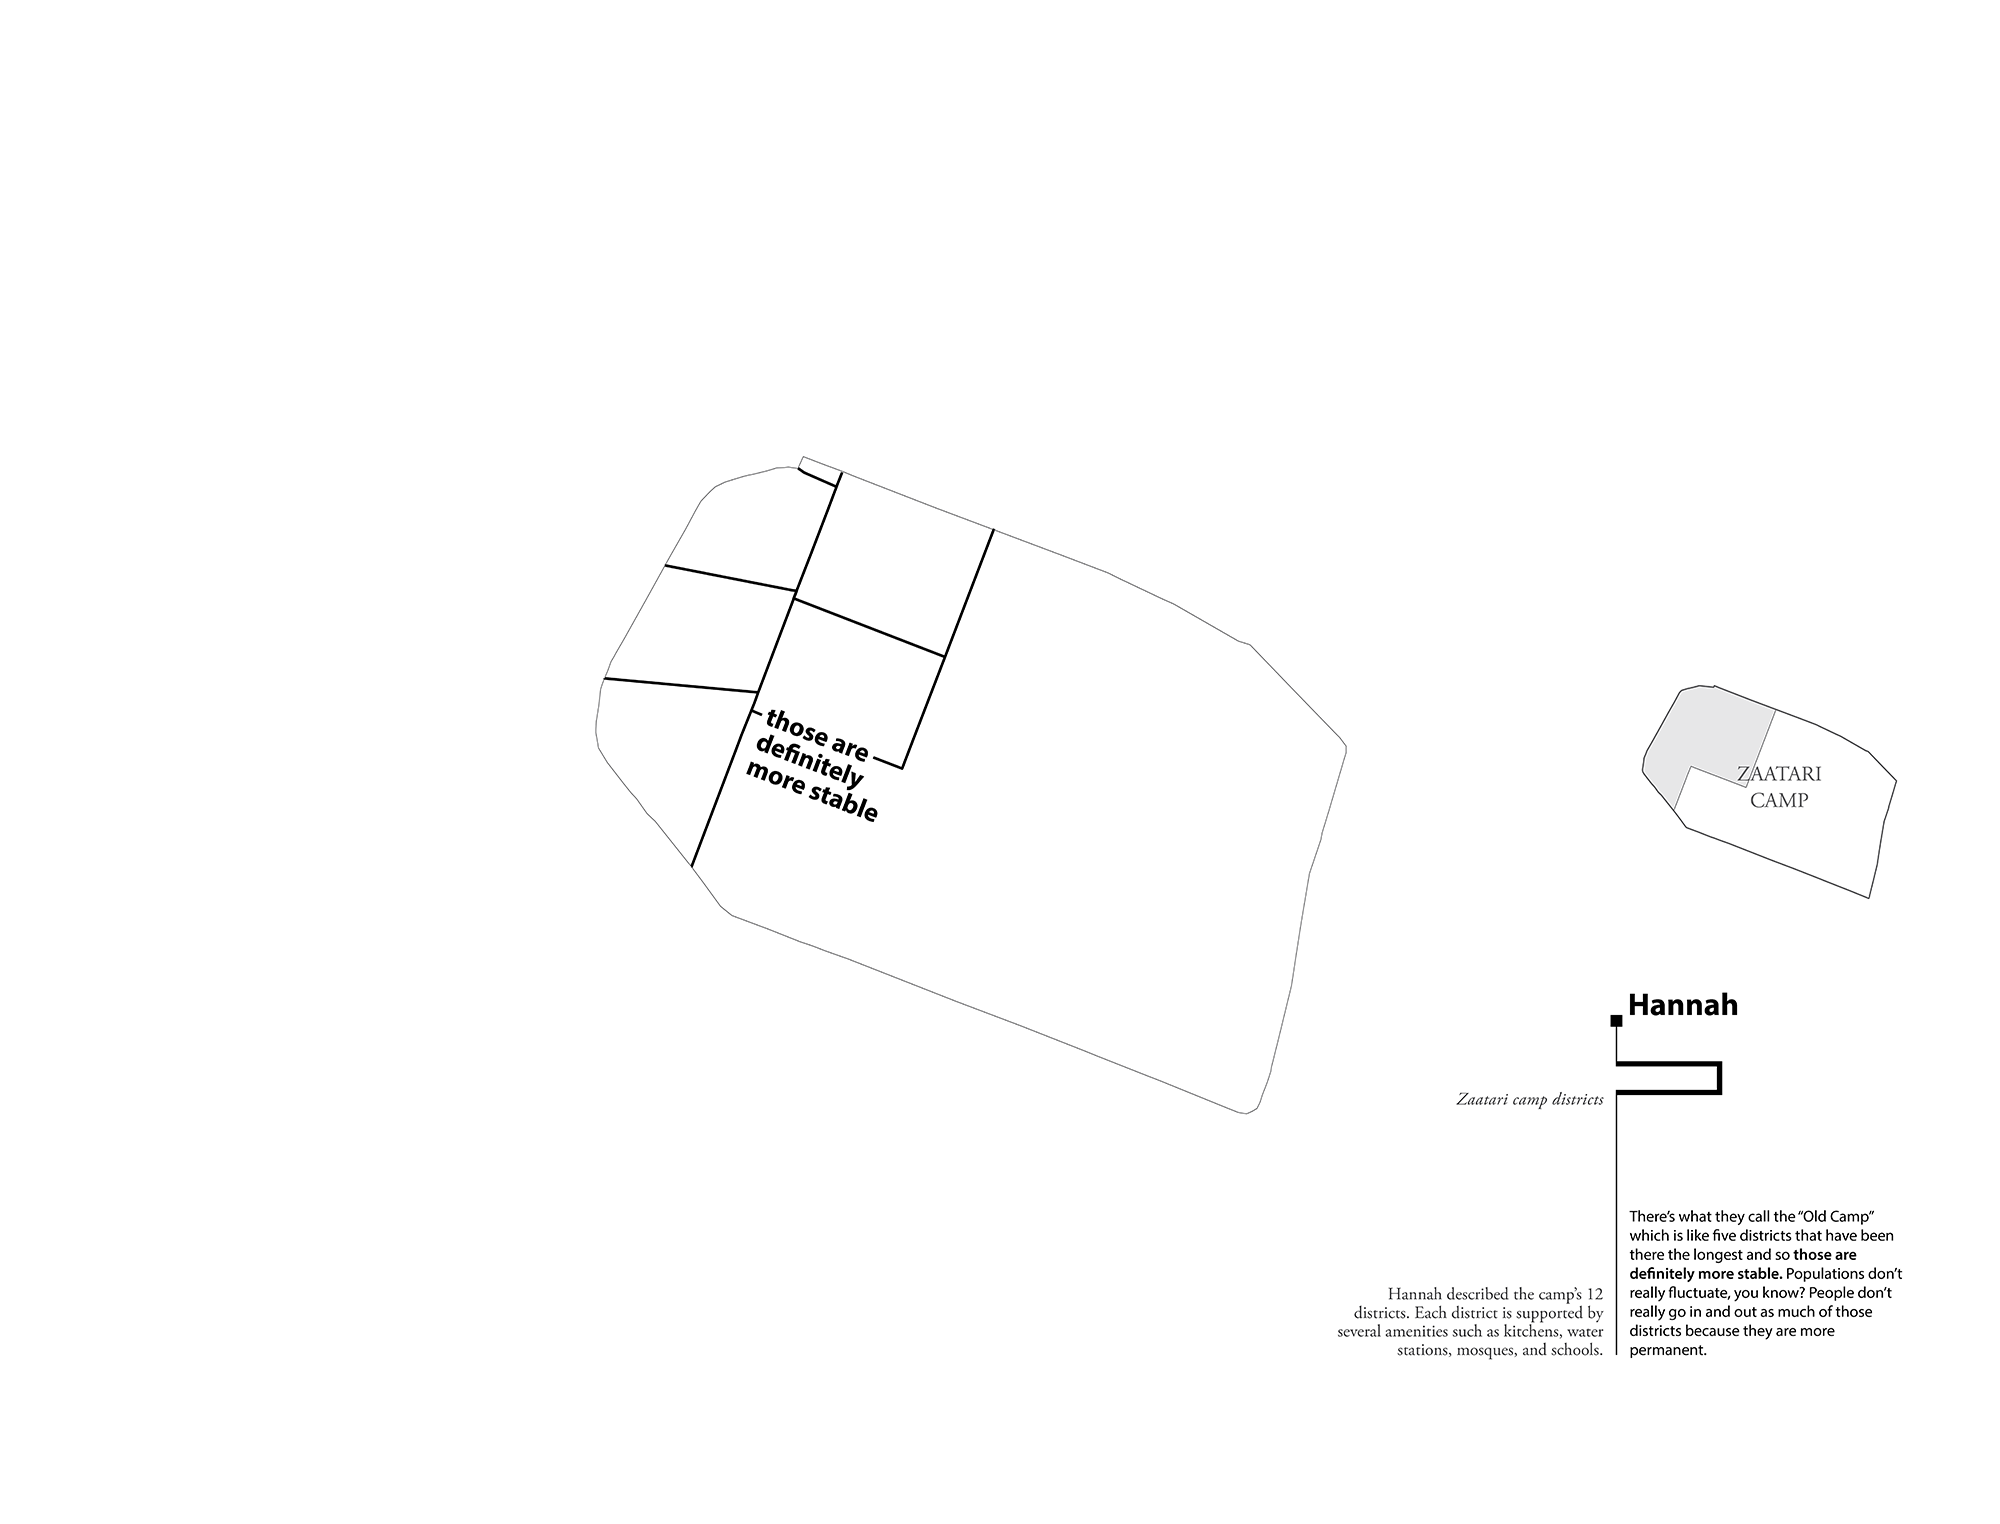 those are
definitely
more stable
ZAATARI
CAMP
Hannah
Zaatari camp districts
Hannah described the camp’s 12
districts. Each district is supported by
several amenities such as kitchens, water
stations, mosques, and schools.
There’s what they call the “Old Camp”
which is like five districts that have been
there the longest and so those are
definitely more stable. Populations don’t
really fluctuate, you know? People don’t
really go in and out as much of those
districts because they are more
permanent.